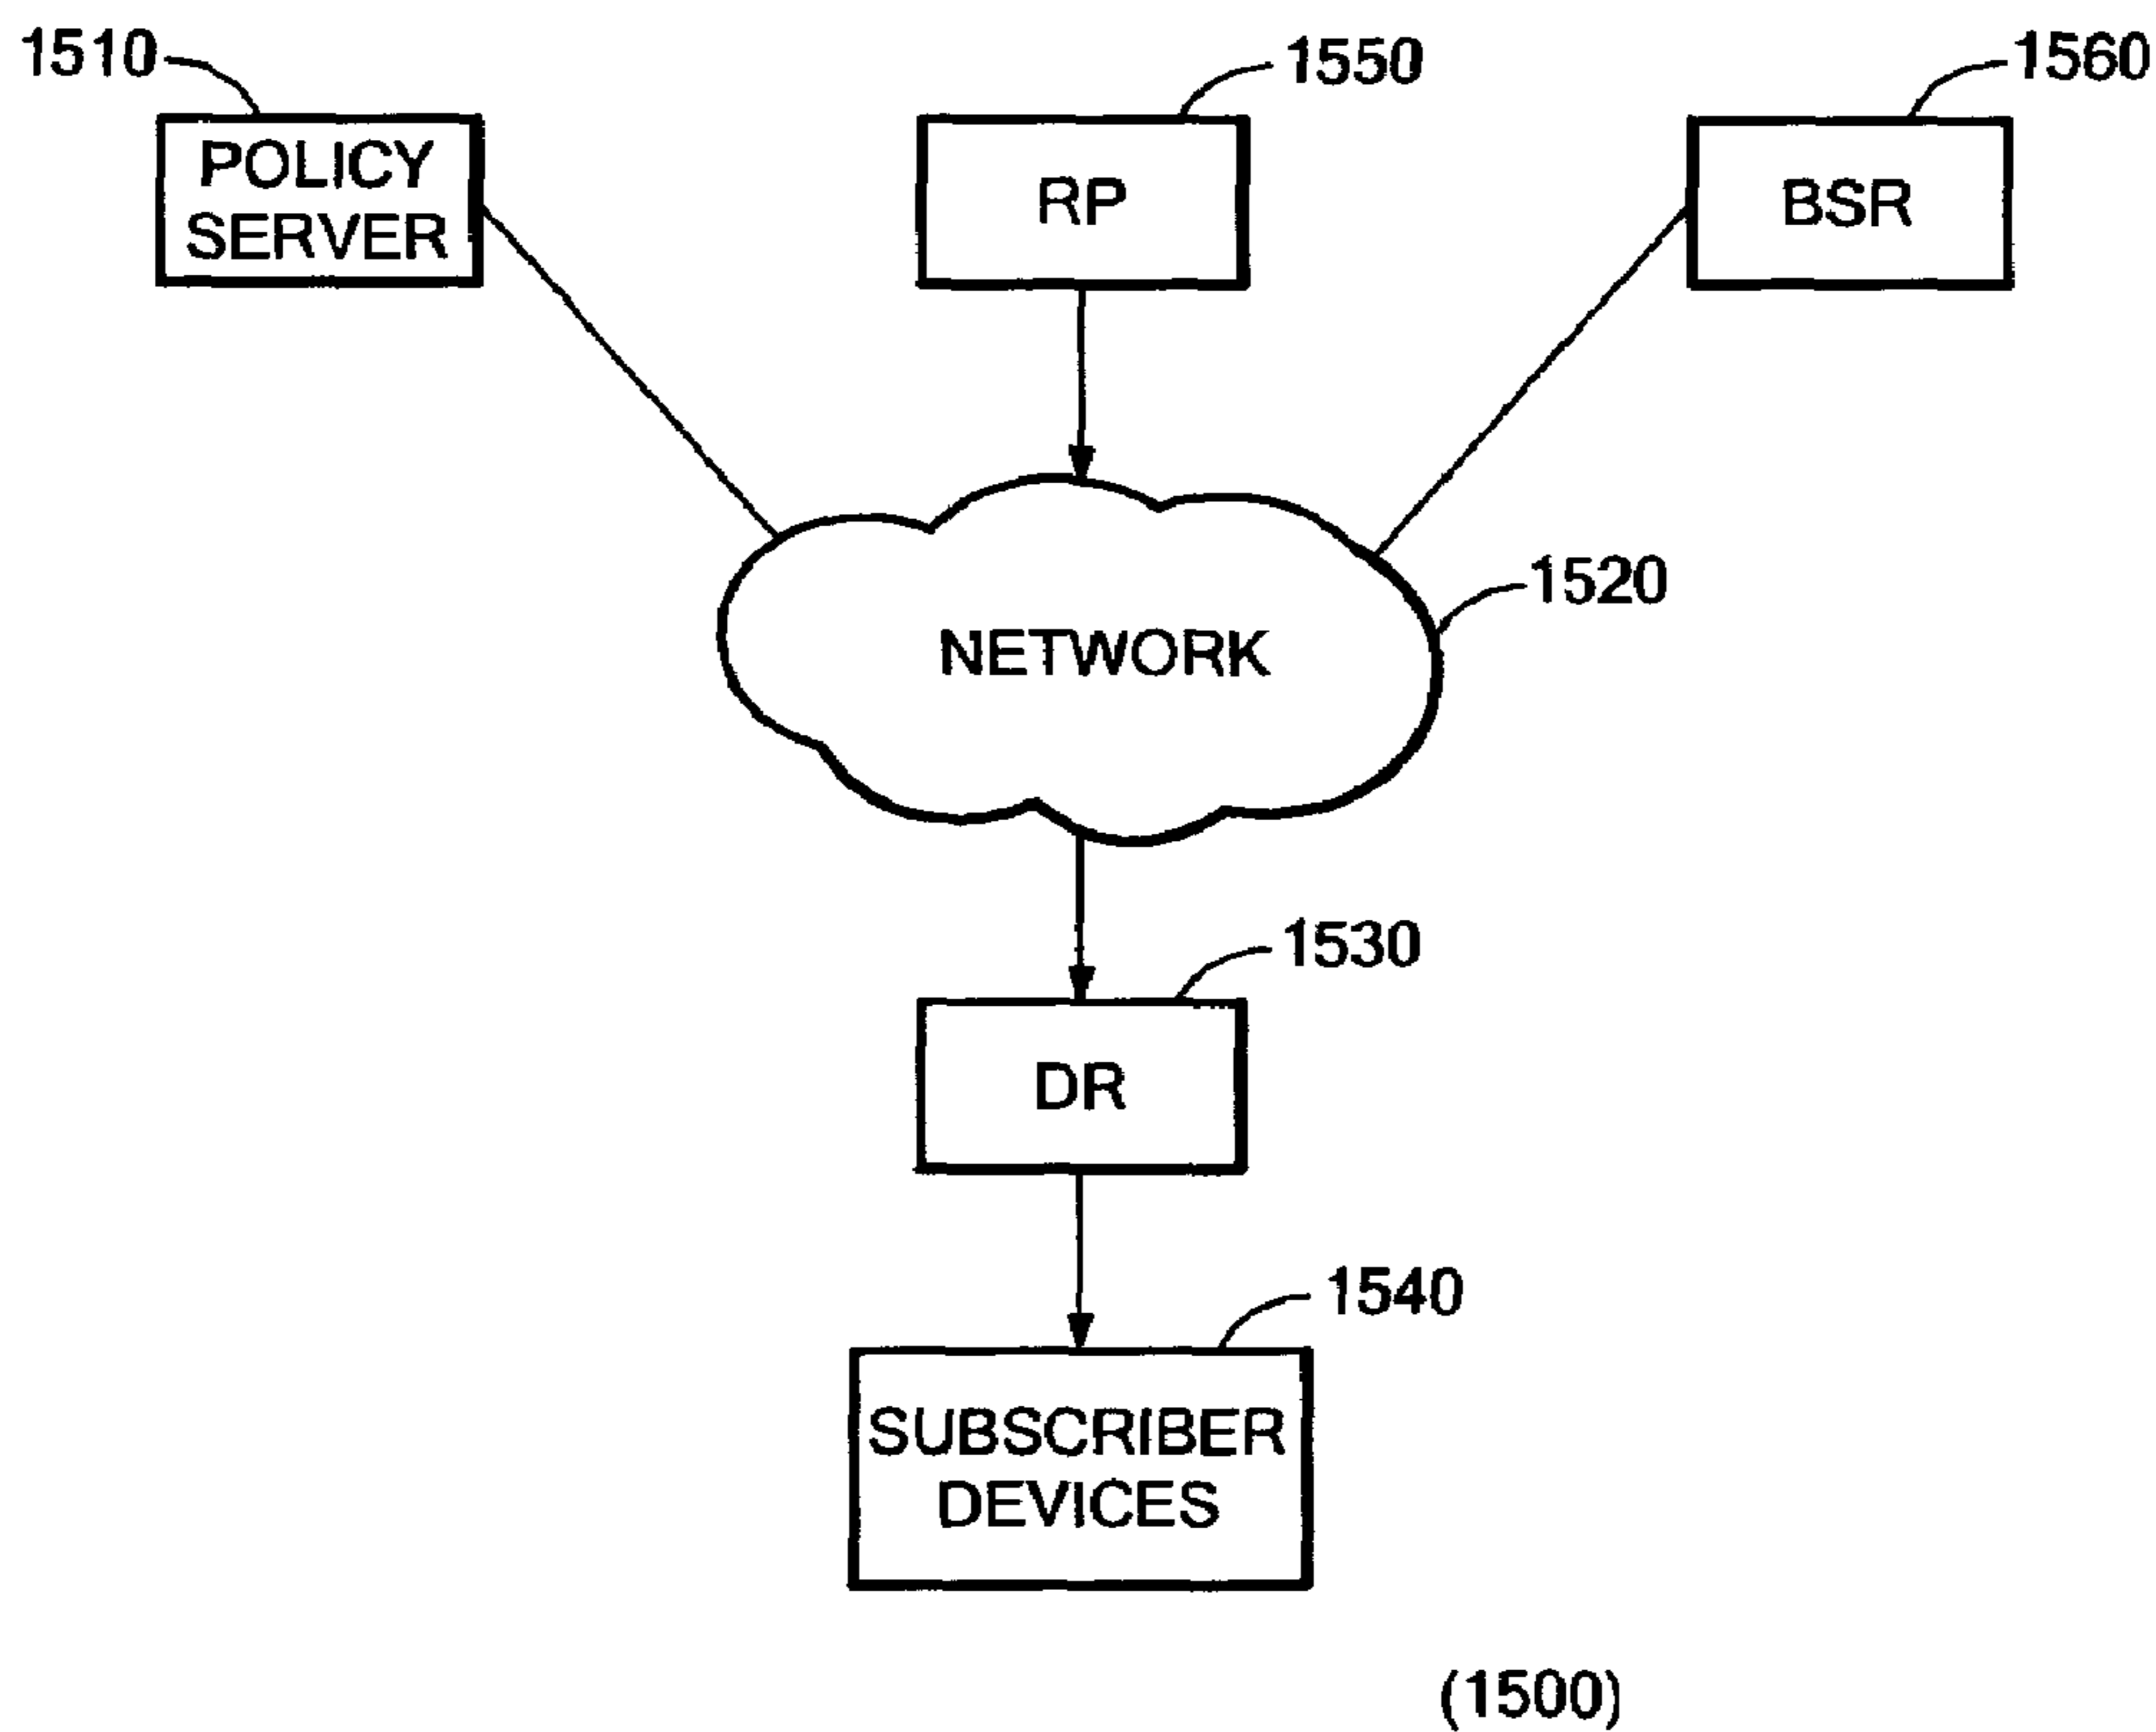 1510
1550
1560
POLICY
SERVER
RP
BSR
1520
NETWORK
1530
DR
1540
SUBSCRIBER
DEVICES
(1500)